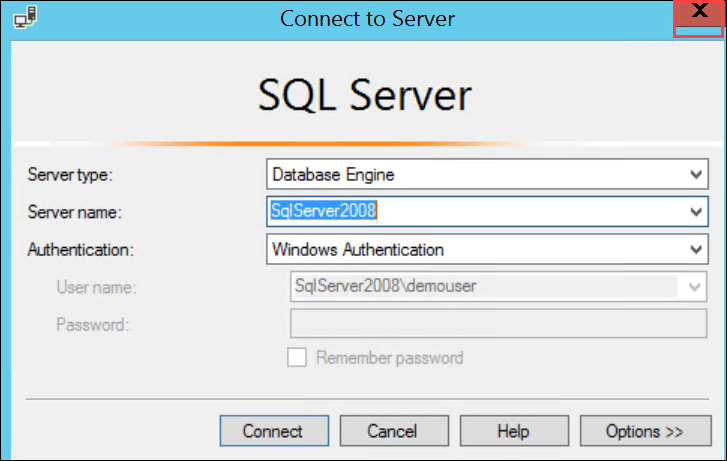 Connect to Server
X
SQL Server
Server type: Database Engine
Server name: SqlServer2008
Authentication: Windows Authentication
User name: SqlServer2008\demouser
Password:
Remember password
Connect Cancel Help Options >>